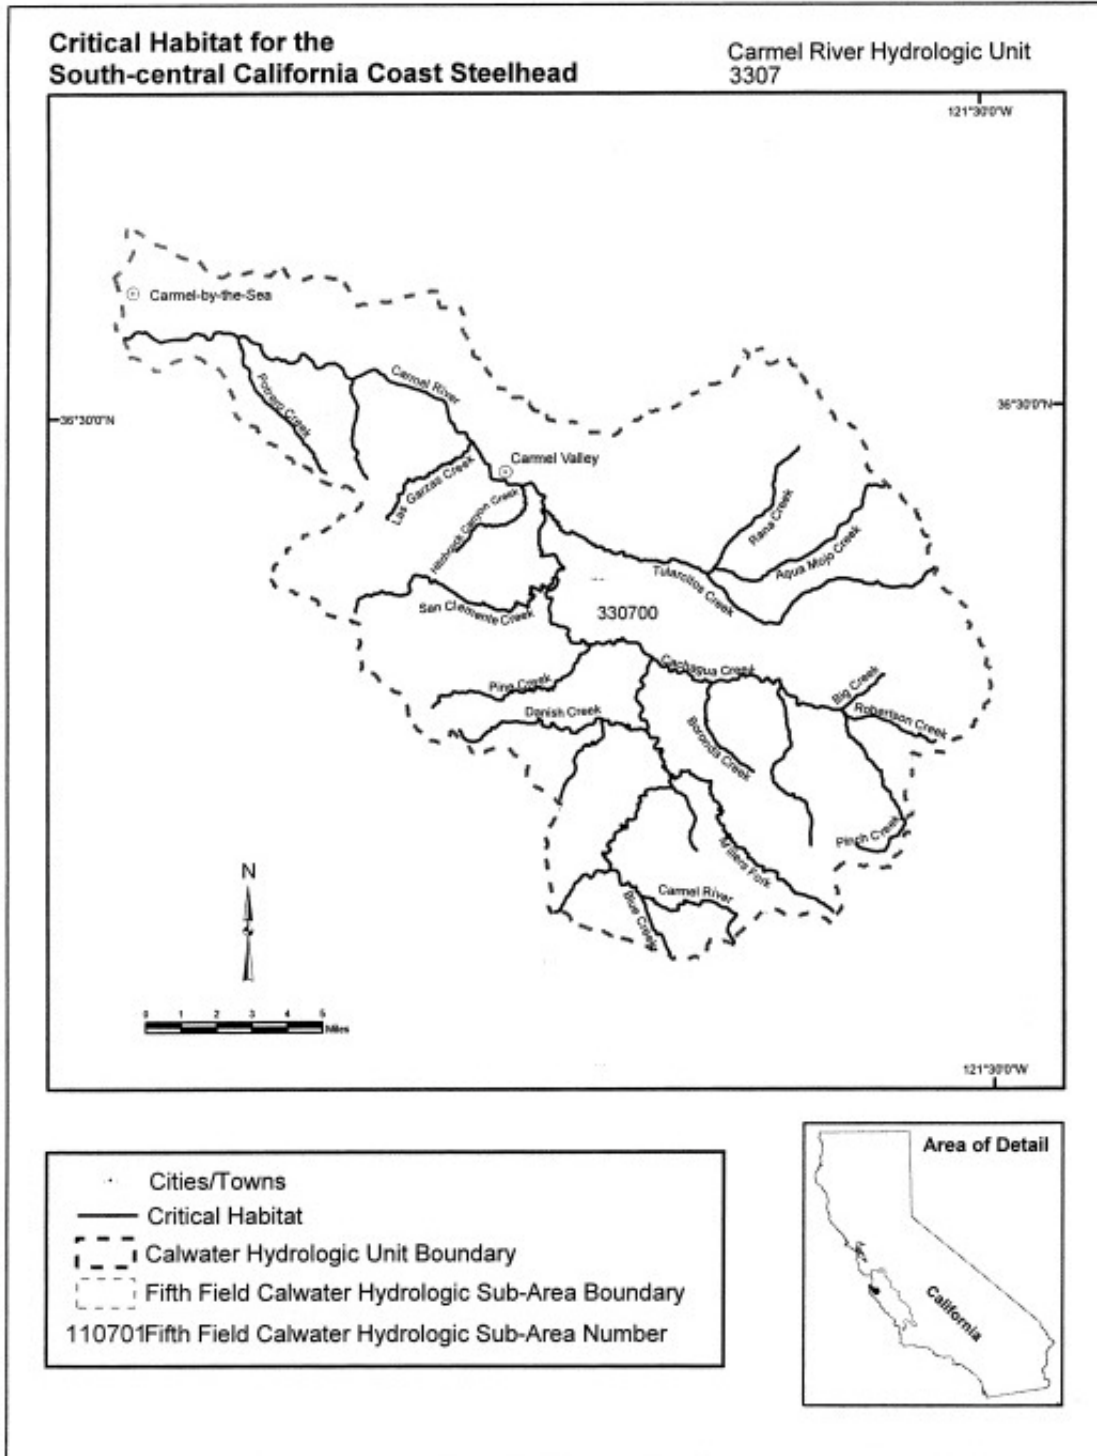 Critical Habitat for the
South-central California Coast Steelhead
Carmel River Hydrologic Unit
3307
121°30'0"W
Carmel-by-the-Sea
Carmel River
Potrero Creek
36°30'0"N
36°30'0"N
Carmel Valley
Las Garzas Creek
Hitchcock Canyon Creek
Rana Creek
Aqua Mojo Creek
Tularcitos Creek
San Clemente Creek
330700
Cachagua Creek
Pine Creek
Big Creek
Danish Creek
Robertson Creek
Boronda Creek
Pinch Creek
Millers Fork
Carmel River
Blue Creek
N
0 1 2 3 4 5
Miles
121°30'0"W
Cities/Towns
Critical Habitat
Calwater Hydrologic Unit Boundary
Fifth Field Calwater Hydrologic Sub-Area Boundary
110701Fifth Field Calwater Hydrologic Sub-Area Number
Area of Detail
California